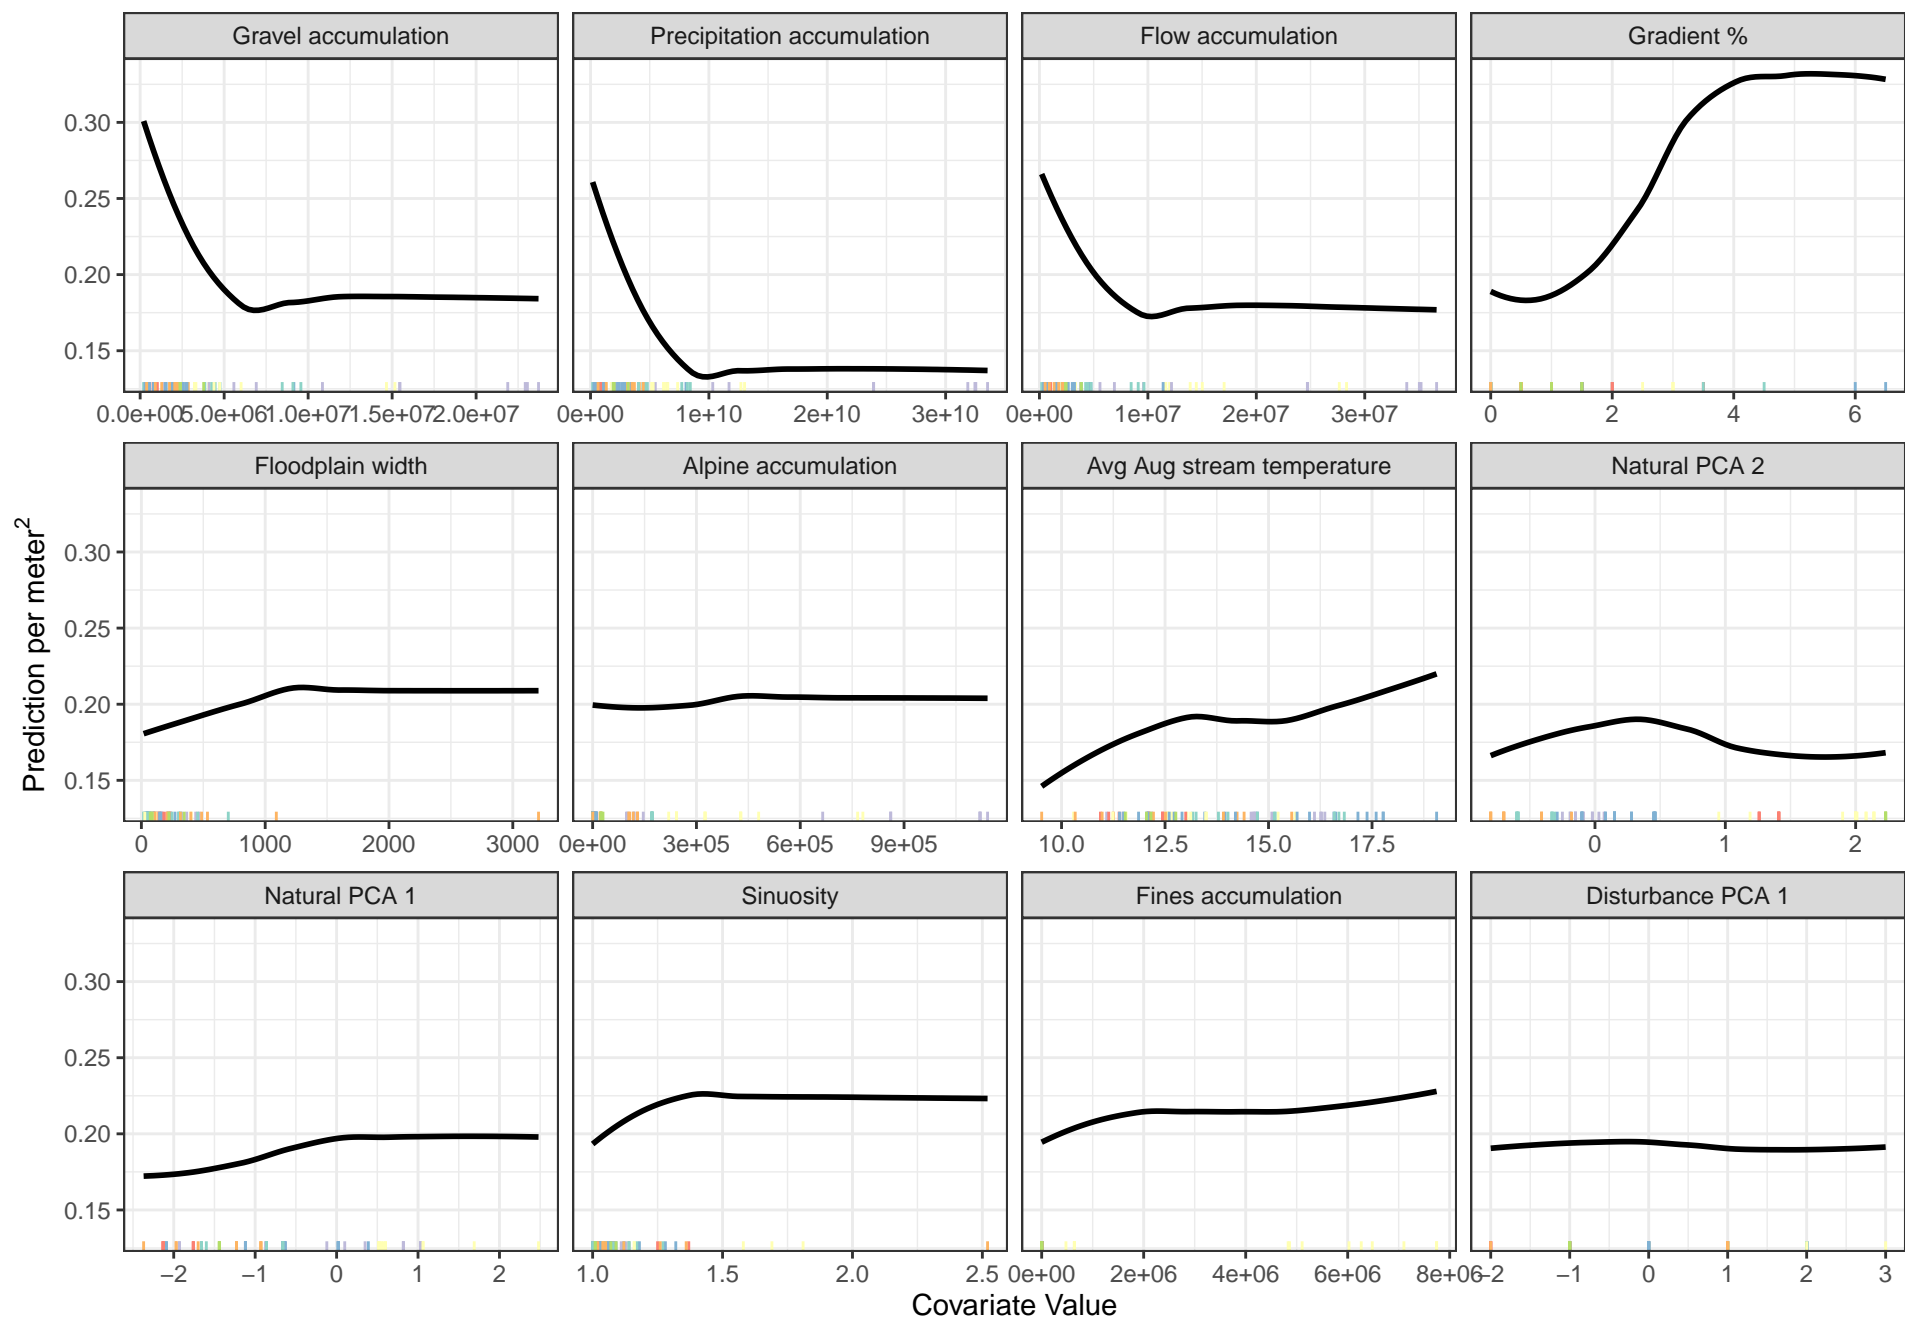 Gravel accumulation Precipitation accumulation Flow accumulation Gradient %
0.30
0.25
0.20
0.15
0.0e+00 5.0e+06 1.0e+07 1.5e+07 2.0e+07 0e+00 1e+10 2e+10 3e+10 0e+00 1e+07 2e+07 3e+07 0 2 4 6
Floodplain width Alpine accumulation Avg Aug stream temperature Natural PCA 2
Prediction per meter²
0.30
0.25
0.20
0.15
0 1000 2000 3000 0e+00 3e+05 6e+05 9e+05 10.0 12.5 15.0 17.5 0 1 2
Natural PCA 1 Sinuosity Fines accumulation Disturbance PCA 1
0.30
0.25
0.20
0.15
−2 −1 0 1 2 1.0 1.5 2.0 2.5 0e+00 2e+06 4e+06 6e+06 8e+06 −2 −1 0 1 2 3
Covariate Value